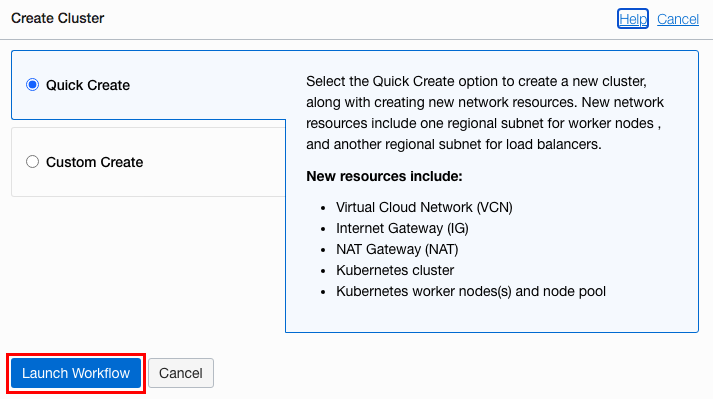 Create Cluster
Help Cancel
Quick Create
Custom Create
Select the Quick Create option to create a new cluster,
along with creating new network resources. New network
resources include one regional subnet for worker nodes ,
and another regional subnet for load balancers.
New resources include:
• Virtual Cloud Network (VCN)
• Internet Gateway (IG)
• NAT Gateway (NAT)
• Kubernetes cluster
• Kubernetes worker nodes(s) and node pool
Launch Workflow Cancel